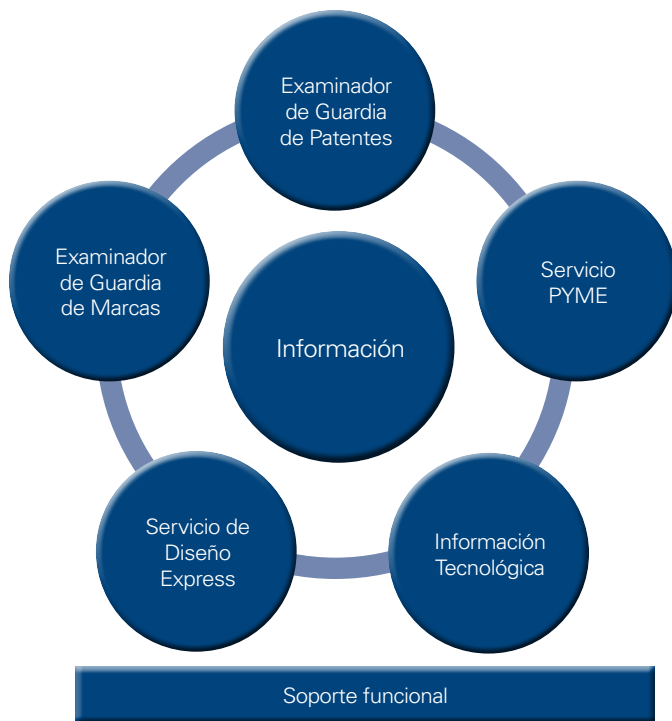 Examinador
de Guardia
de Patentes
Examinador
de Guardia
de Marcas
Servicio
PYME
Información
Servicio de
Diseño
Express
Información
Tecnológica
Soporte funcional